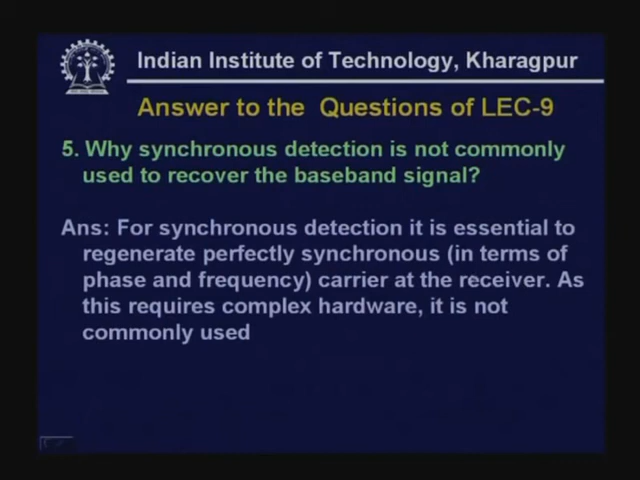 Indian Institute of Technology, Kharagpur
Answer to the Questions of LEC-9
5. Why synchronous detection is not commonly
used to recover the baseband signal?
Ans: For synchronous detection it is essential to
regenerate perfectly synchronous (in terms of
phase and frequency) carrier at the receiver. As
this requires complex hardware, it is not
commonly used